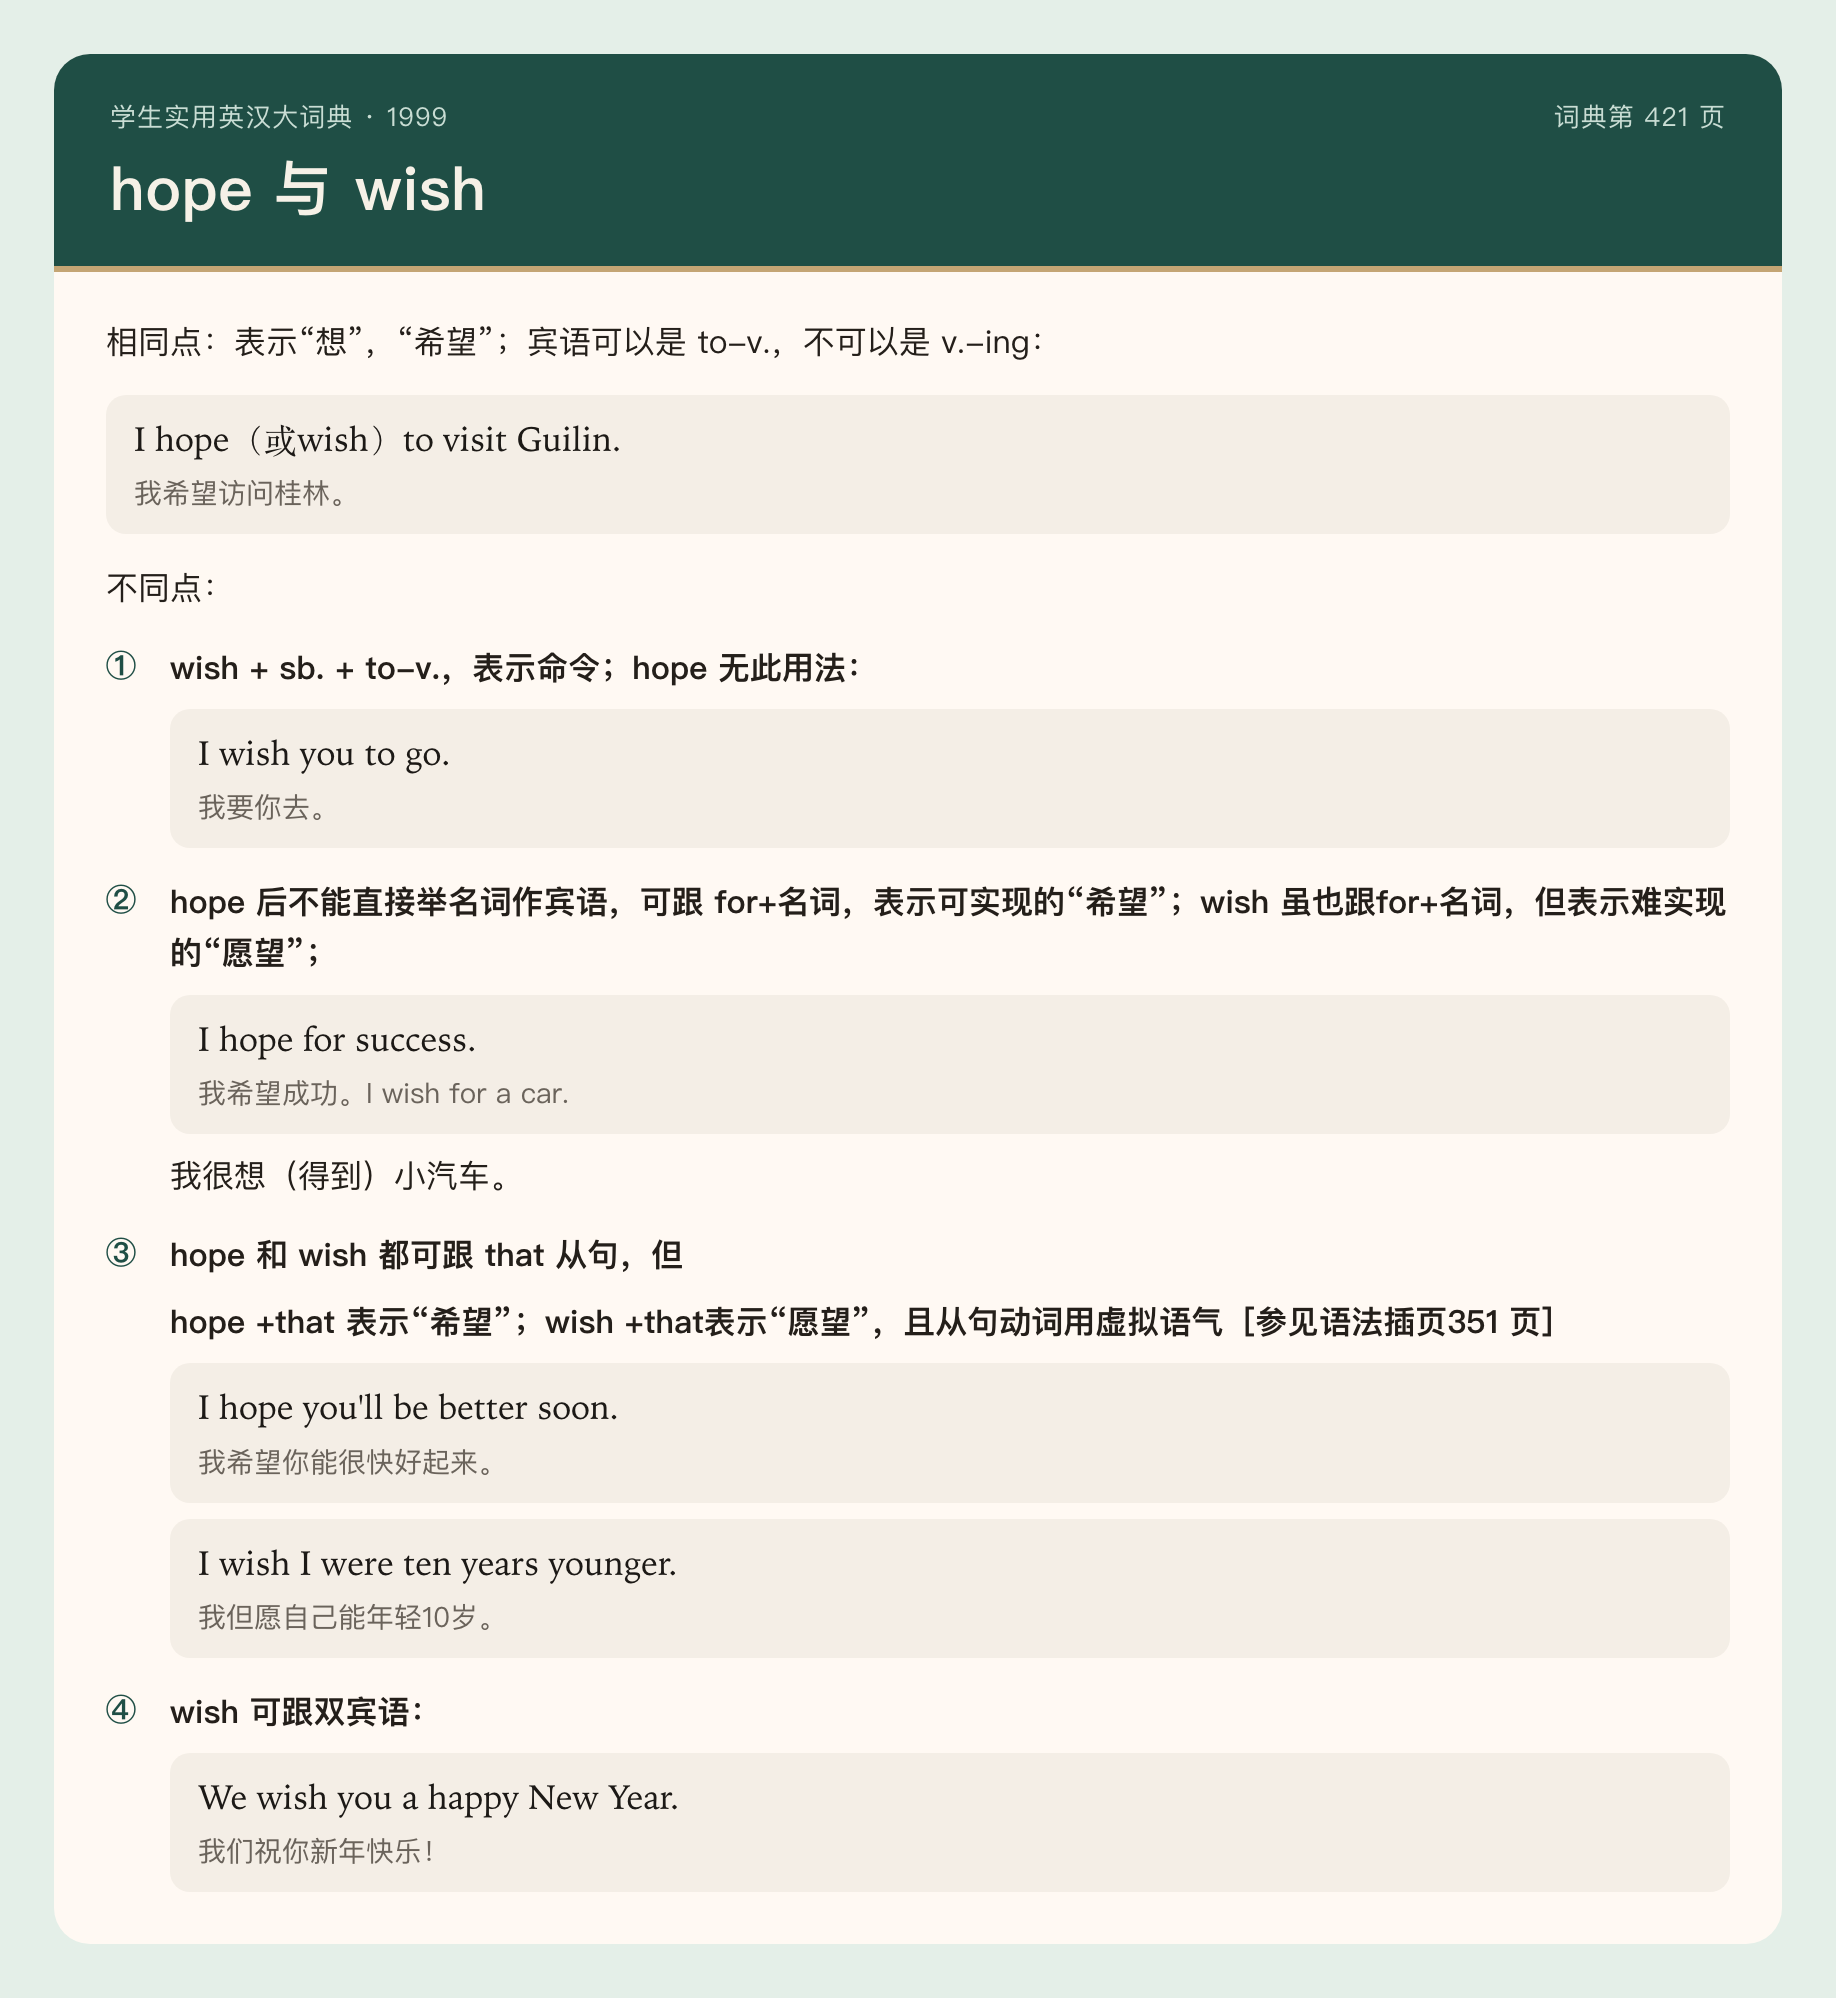 学生实用英汉大词典 · 1999
词典第 421 页
hope 与 wish
相同点：表示“想”，“希望”；宾语可以是 to–v.，不可以是 v.–ing：
I hope（或wish）to visit Guilin.
我希望访问桂林。
不同点：
① wish + sb. + to–v.，表示命令；hope 无此用法：
I wish you to go.
我要你去。
② hope 后不能直接举名词作宾语，可跟 for+名词，表示可实现的“希望”；wish 虽也跟for+名词，但表示难实现
的“愿望”；
I hope for success.
我希望成功。I wish for a car.
我很想（得到）小汽车。
③ hope 和 wish 都可跟 that 从句，但
hope +that 表示“希望”；wish +that表示“愿望”，且从句动词用虚拟语气［参见语法插页351 页］
I hope you'll be better soon.
我希望你能很快好起来。
I wish I were ten years younger.
我但愿自己能年轻10岁。
④ wish 可跟双宾语：
We wish you a happy New Year.
我们祝你新年快乐！